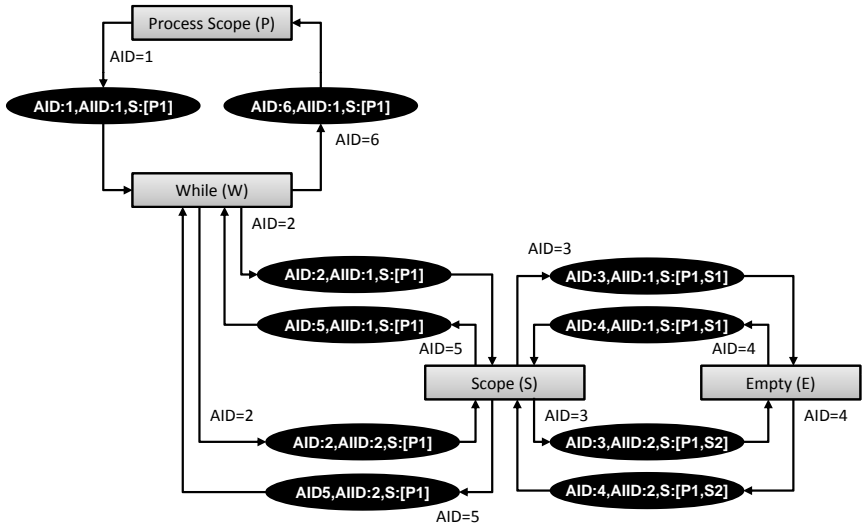 Process Scope (P)
AID=1
AID:1,AIID:1,S:[P1]
AID:6,AIID:1,S:[P1]
AID=6
While (W)
AID=2
AID=3
AID:2,AIID:1,S:[P1]
AID:3,AIID:1,S:[P1,S1]
AID:5,AIID:1,S:[P1]
AID:4,AIID:1,S:[P1,S1]
AID=5
AID=4
Scope (S)
Empty (E)
AID=2
AID=3
AID=4
AID:2,AIID:2,S:[P1]
AID:3,AIID:2,S:[P1,S2]
AID5,AIID:2,S:[P1]
AID:4,AIID:2,S:[P1,S2]
AID=5